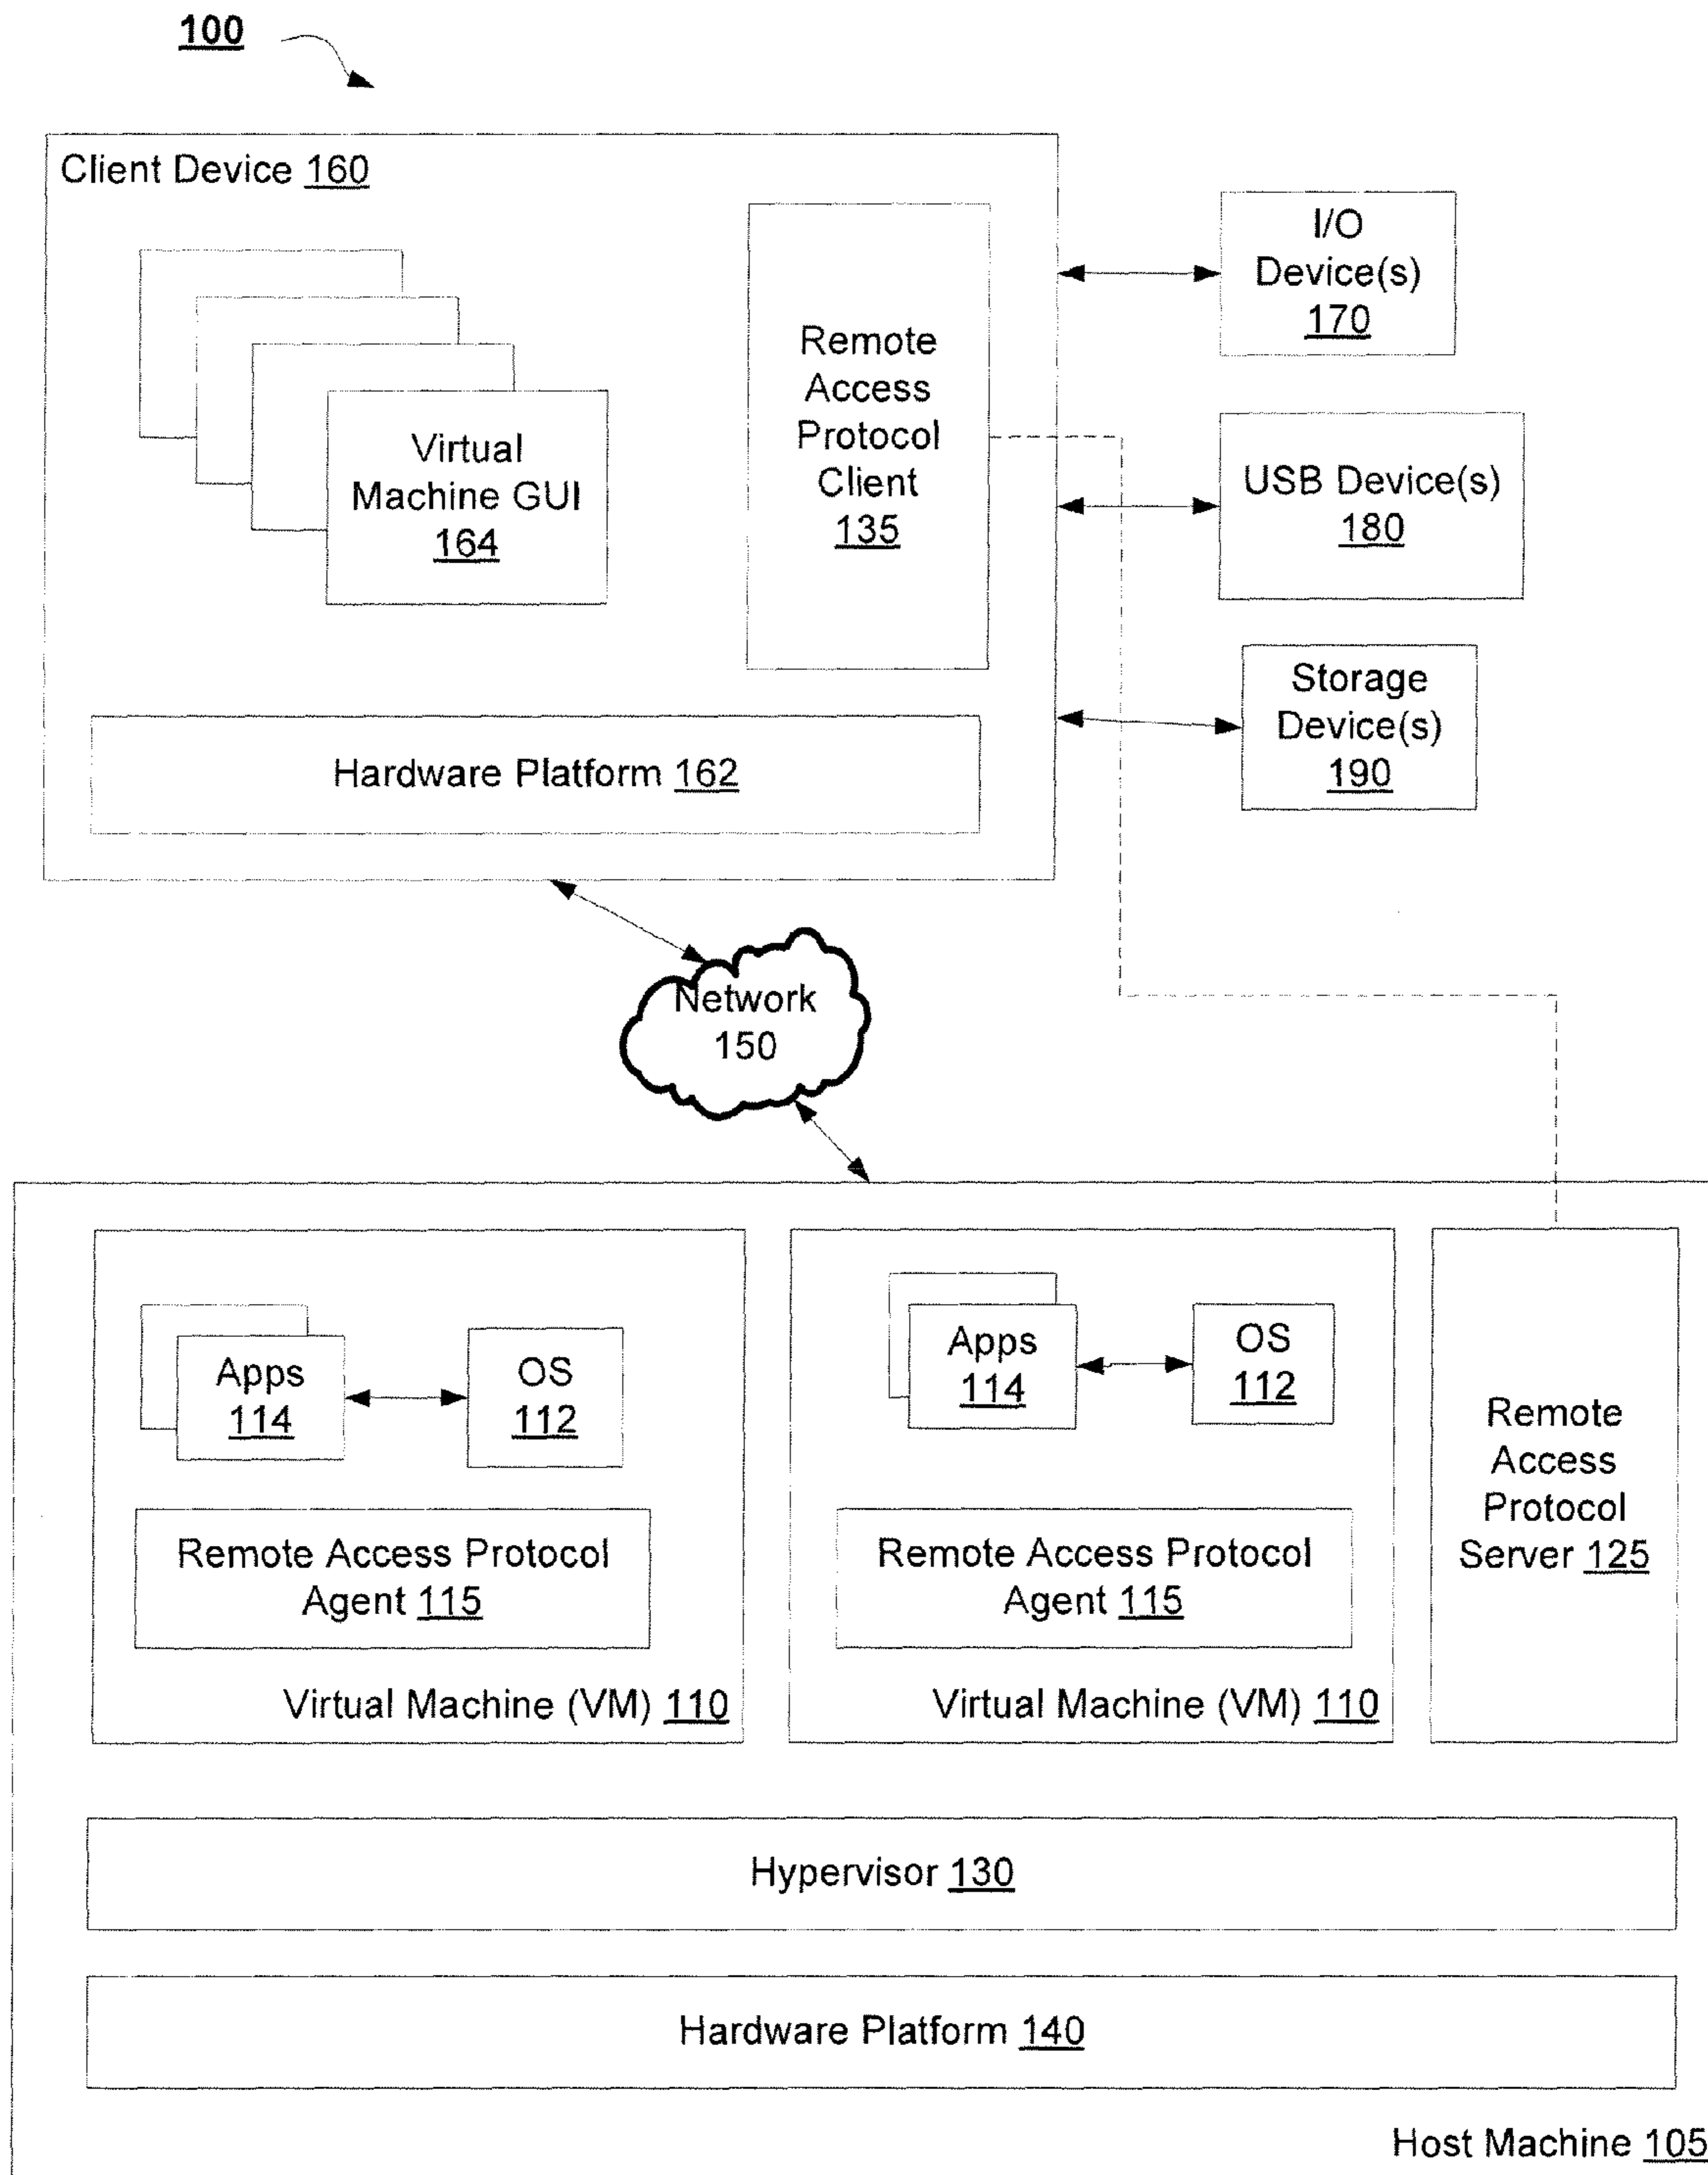 100
Client Device 160
I/O
Device(s)
170
Remote
Access
Protocol
Client
135
Virtual
Machine GUI
164
USB Device(s)
180
Storage
Device(s)
190
Hardware Platform 162
Network
150
Apps
114
OS
112
Remote Access Protocol
Agent 115
Virtual Machine (VM) 110
Apps
114
OS
112
Remote Access Protocol
Agent 115
Virtual Machine (VM) 110
Remote
Access
Protocol
Server 125
Hypervisor 130
Hardware Platform 140
Host Machine 105